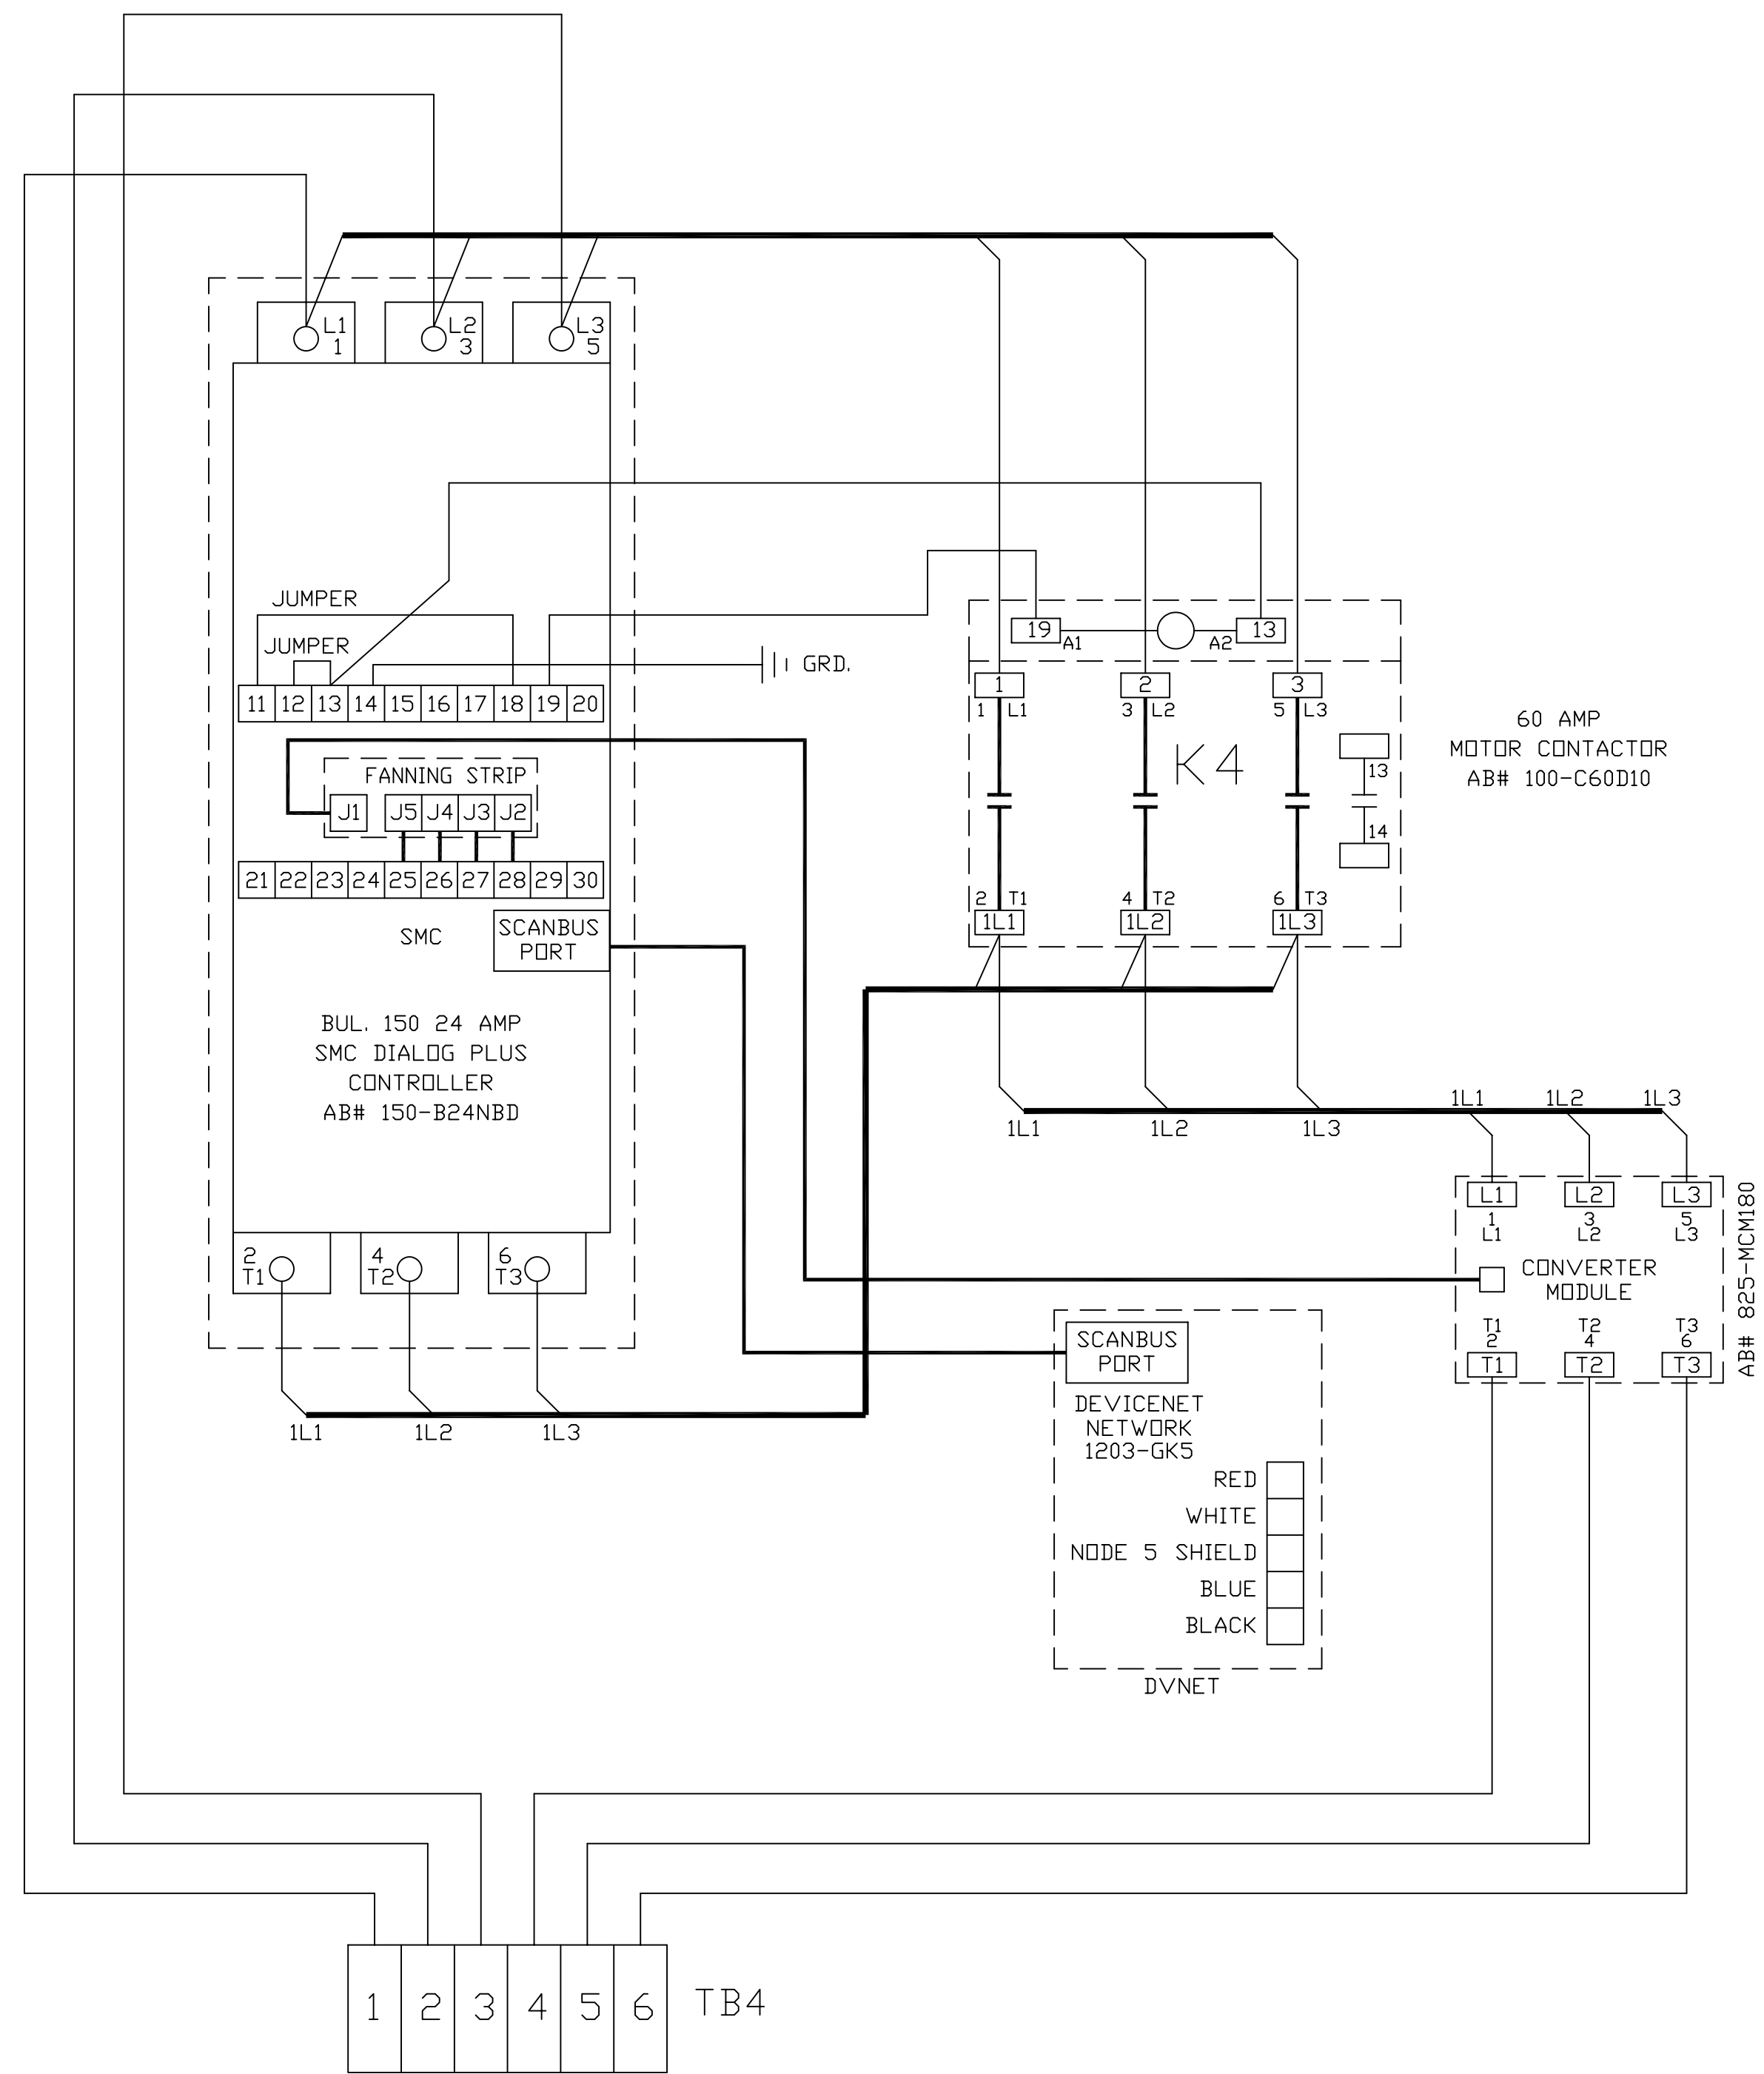 L1
1
L2
3
L3
5
JUMPER
JUMPER
GRD.
11 12 13 14 15 16 17 18 19 20
FANNING STRIP
J1 J5 J4 J3 J2
21 22 23 24 25 26 27 28 29 30
SMC
SCANBUS
PORT
BUL. 150 24 AMP
SMC DIALOG PLUS
CONTROLLER
AB# 150-B24NBD
2
T1
4
T2
6
T3
1L1 1L2 1L3
19
A1
A2
13
1 2 3
1 L1 3 L2 5 L3
K4
13
14
2 T1 4 T2 6 T3
1L1 1L2 1L3
60 AMP
MOTOR CONTACTOR
AB# 100-C60D10
1L1 1L2 1L3
1L1 1L2 1L3
L1 L2 L3
1 3 5
L1 L2 L3
CONVERTER
MODULE
T1 T2 T3
2 4 6
T1 T2 T3
AB# 825-MCM180
SCANBUS
PORT
DEVICENET
NETWORK
1203-GK5
RED
WHITE
NODE 5 SHIELD
BLUE
BLACK
DVNET
1 2 3 4 5 6
TB4